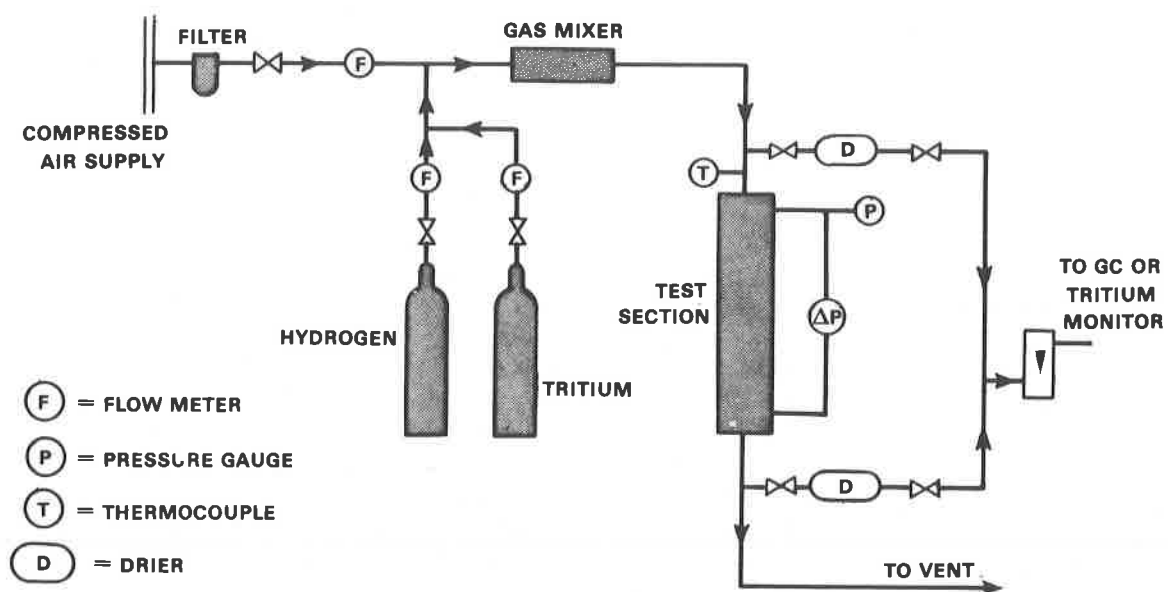 FILTER
GAS MIXER
COMPRESSED
AIR SUPPLY
F
F
F
D
T
P
ΔP
TEST
SECTION
TO GC OR
TRITIUM
MONITOR
HYDROGEN
TRITIUM
D
TO VENT
F = FLOW METER
P = PRESSURE GAUGE
T = THERMOCOUPLE
D = DRIER